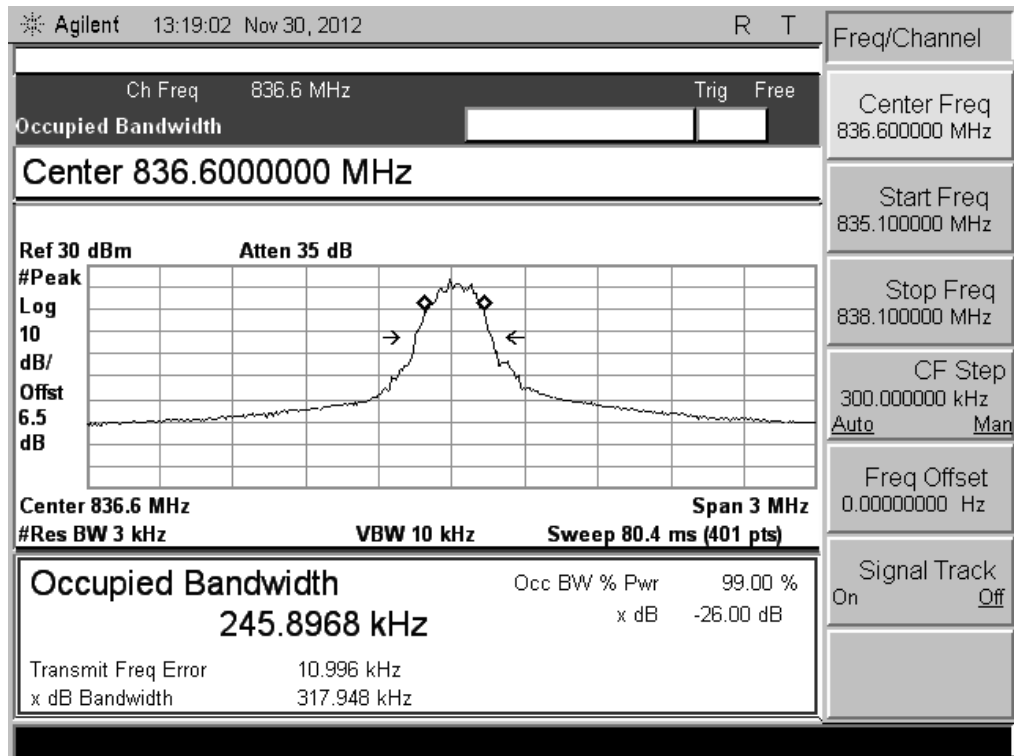 Agilent 13:19:02 Nov 30, 2012 R T
Freq/Channel
Ch Freq 836.6 MHz Trig Free
Occupied Bandwidth
Center 836.6000000 MHz
Ref 30 dBm Atten 35 dB
#Peak
Log
10
dB/
Offst
6.5
dB
Center 836.6 MHz Span 3 MHz
#Res BW 3 kHz VBW 10 kHz Sweep 80.4 ms (401 pts)
Occupied Bandwidth
245.8968 kHz
Occ BW % Pwr 99.00 %
x dB -26.00 dB
Transmit Freq Error 10.996 kHz
x dB Bandwidth 317.948 kHz
Center Freq
836.600000 MHz
Start Freq
835.100000 MHz
Stop Freq
838.100000 MHz
CF Step
300.000000 kHz
Auto Man
Freq Offset
0.00000000 Hz
Signal Track
On Off